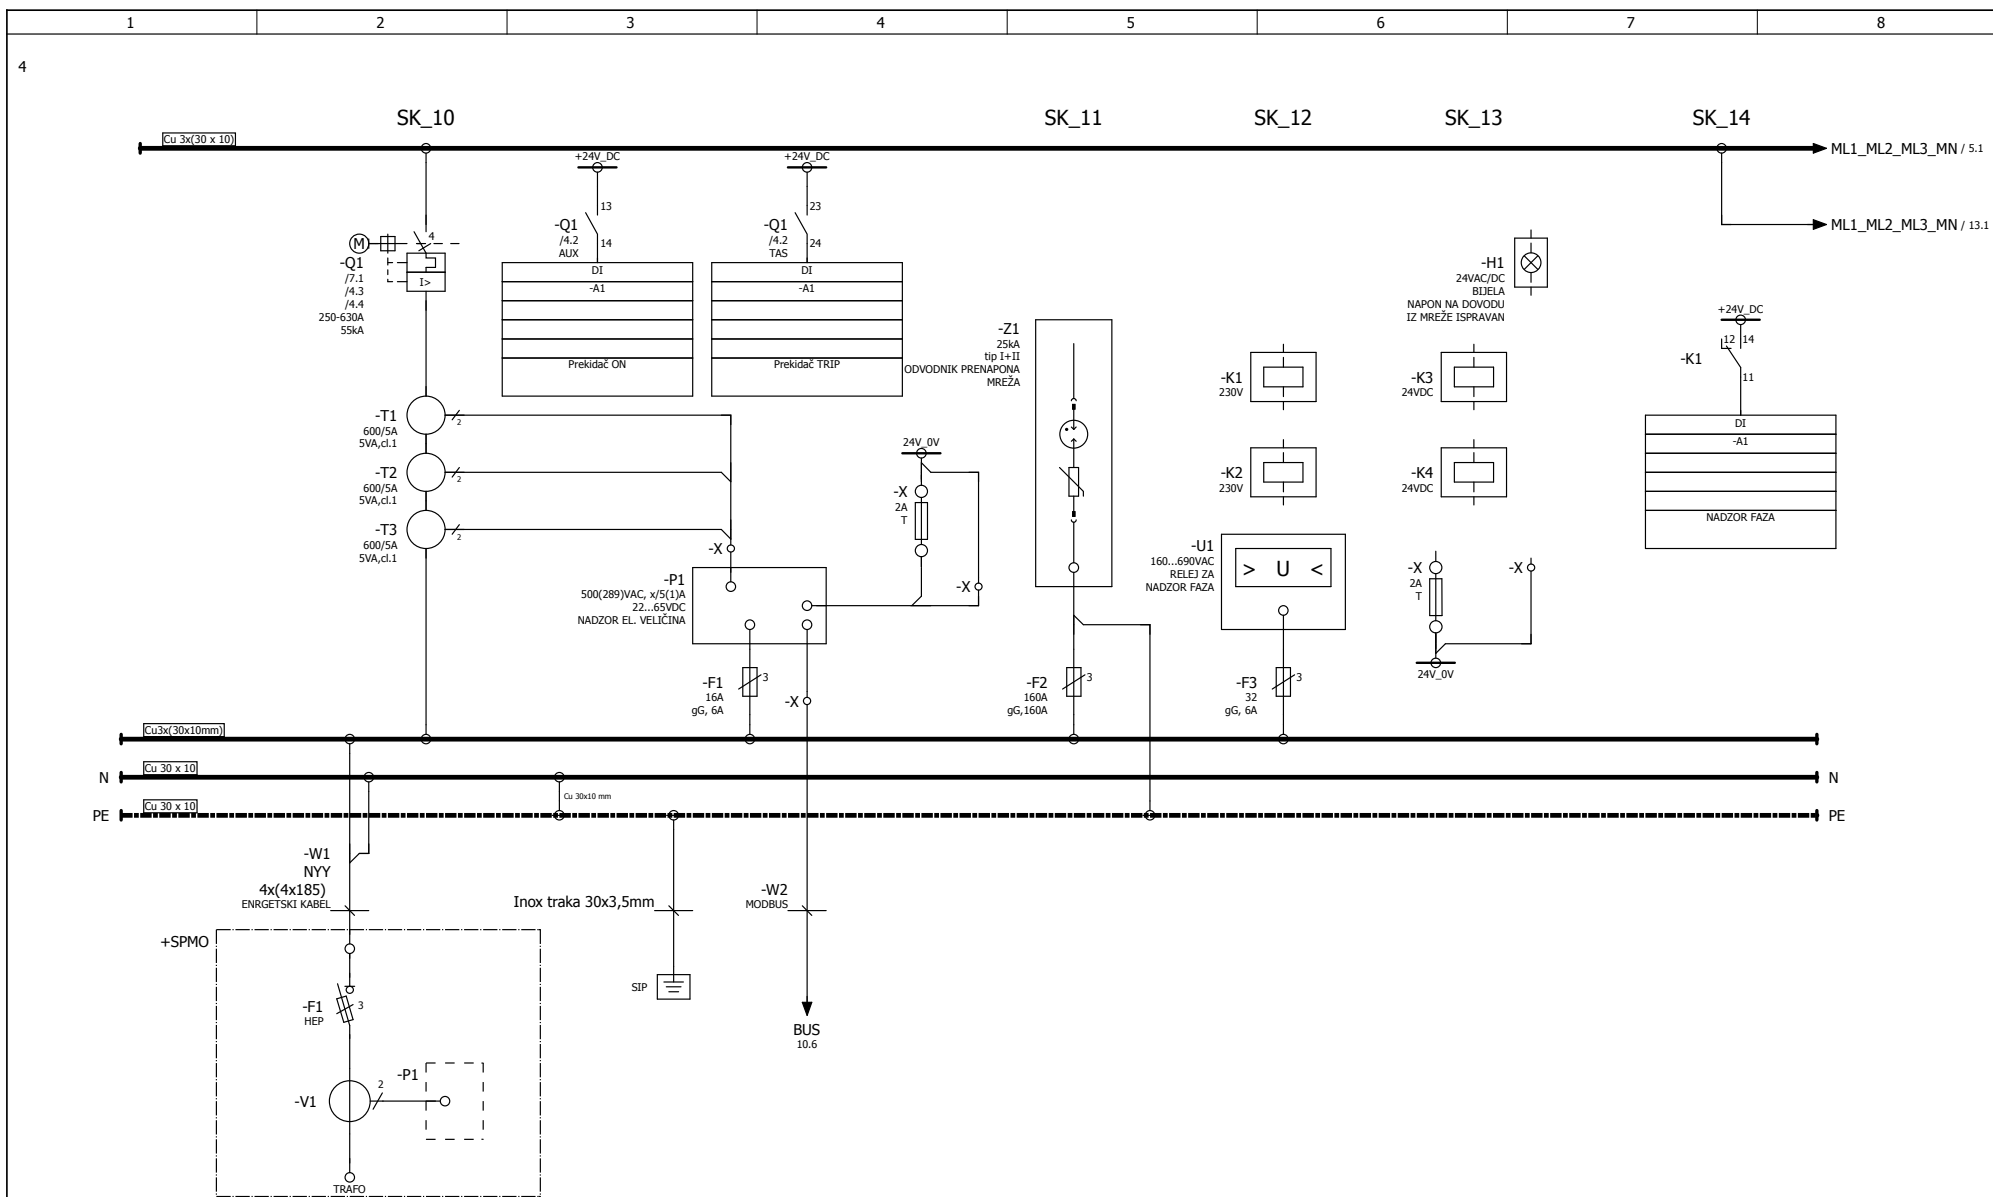 1 2 3 4 5 6 7 8
4
SK_10 SK_11 SK_12 SK_13 SK_14
Cu 3x(30 x 10)
ML1_ML2_ML3_MN / 5.1
ML1_ML2_ML3_MN / 13.1
M
4
I>
-Q1
/7.1
/4.3
/4.4
250-630A
55kA
+24V_DC
13
-Q1
/4.2
AUX
14
DI
-A1
Prekidač ON
+24V_DC
23
-Q1
/4.2
TAS
24
DI
-A1
Prekidač TRIP
-T1
600/5A
5VA,cl.1
2
-T2
600/5A
5VA,cl.1
2
-T3
600/5A
5VA,cl.1
2
-X
-P1
500(289)VAC, x/5(1)A
22...65VDC
NADZOR EL. VELIČINA
24V_0V
-X
2A
T
-X
-F1
16A
gG, 6A
3
-X
-Z1
25kA
tip I+II
ODVODNIK PRENAPONA
MREŽA
-F2
160A
gG,160A
3
-K1
230V
-K2
230V
-U1
160...690VAC
RELEJ ZA
NADZOR FAZA
> U <
-F3
32
gG, 6A
3
-H1
24VAC/DC
BIJELA
NAPON NA DOVODU
IZ MREŽE ISPRAVAN
-K3
24VDC
-K4
24VDC
-X
2A
T
-X
24V_0V
+24V_DC
12 14
-K1
11
DI
-A1
NADZOR FAZA
Cu3x(30x10mm)
N
Cu 30 x 10
N
Cu 30x10 mm
PE
Cu 30 x 10
PE
-W1
NYY
4x(4x185)
ENRGETSKI KABEL
Inox traka 30x3,5mm
SIP
-W2
MODBUS
BUS
10.6
+SPMO
-F1
HEP
3
-V1
2
-P1
TRAFO